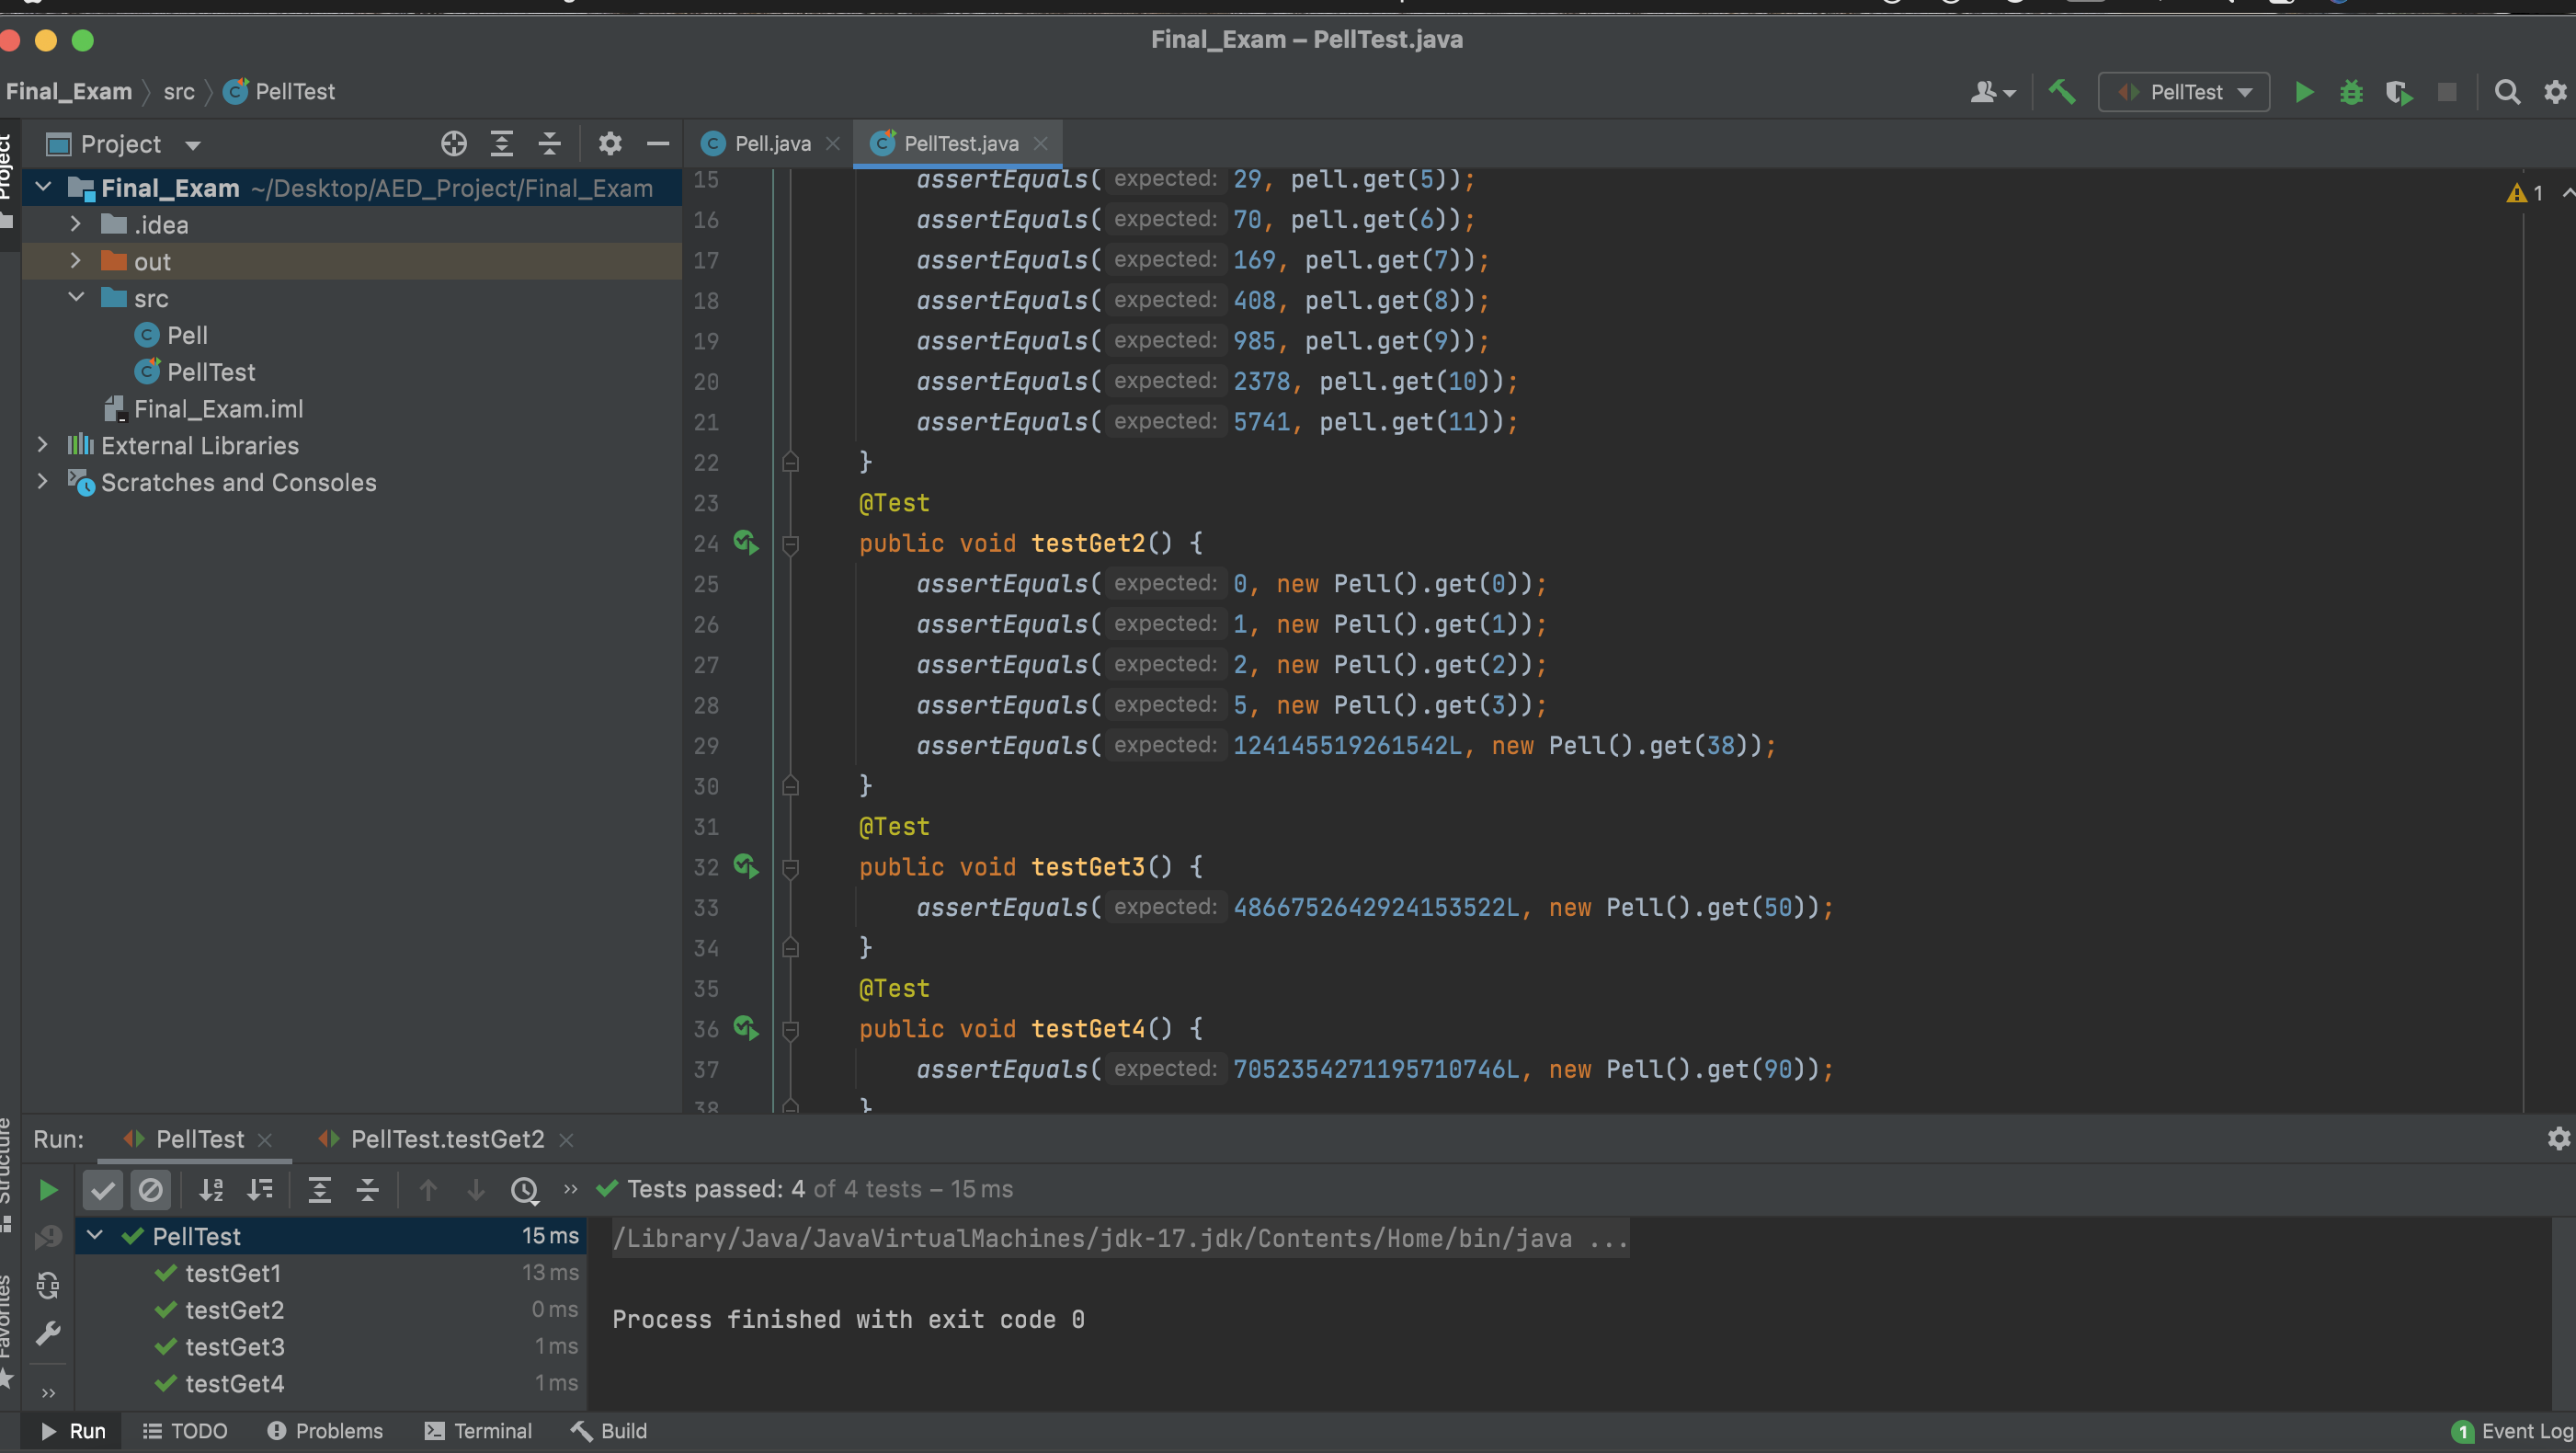 Final_Exam – PellTest.java
Final_Exam src PellTest
PellTest
Project
Project
Pell.java
PellTest.java
Final_Exam ~/Desktop/AED_Project/Final_Exam
.idea
out
src
Pell
PellTest
Final_Exam.iml
External Libraries
Scratches and Consoles
1
15 assertEquals( expected: 29, pell.get(5));
16 assertEquals( expected: 70, pell.get(6));
17 assertEquals( expected: 169, pell.get(7));
18 assertEquals( expected: 408, pell.get(8));
19 assertEquals( expected: 985, pell.get(9));
20 assertEquals( expected: 2378, pell.get(10));
21 assertEquals( expected: 5741, pell.get(11));
22 }
23 @Test
24 public void testGet2() {
25 assertEquals( expected: 0, new Pell().get(0));
26 assertEquals( expected: 1, new Pell().get(1));
27 assertEquals( expected: 2, new Pell().get(2));
28 assertEquals( expected: 5, new Pell().get(3));
29 assertEquals( expected: 124145519261542L, new Pell().get(38));
30 }
31 @Test
32 public void testGet3() {
33 assertEquals( expected: 4866752642924153522L, new Pell().get(50));
34 }
35 @Test
36 public void testGet4() {
37 assertEquals( expected: 7052354271195710746L, new Pell().get(90));
38 }
Structure
Favorites
Run: PellTest PellTest.testGet2
Tests passed: 4 of 4 tests – 15 ms
PellTest 15 ms
testGet1 13 ms
testGet2 0 ms
testGet3 1 ms
testGet4 1 ms
/Library/Java/JavaVirtualMachines/jdk-17.jdk/Contents/Home/bin/java ...
Process finished with exit code 0
Run TODO Problems Terminal Build
1 Event Log